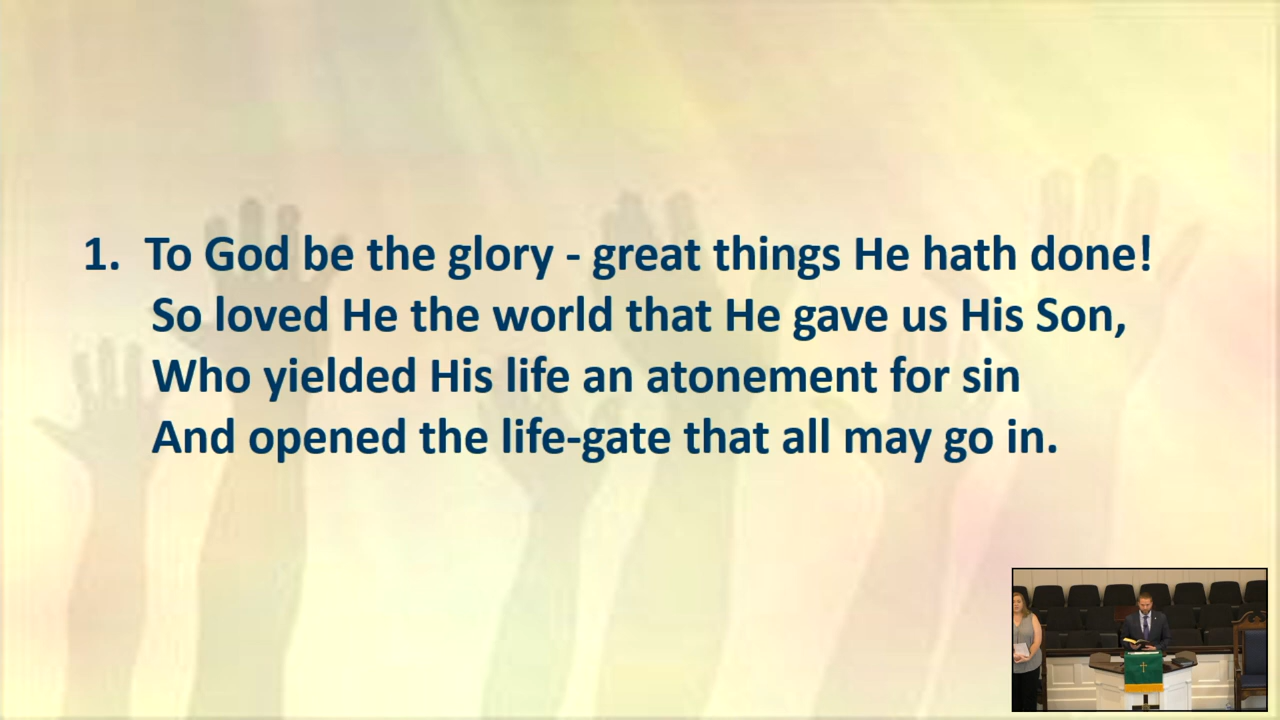 1. To God be the glory - great things He hath done!
So loved He the world that He gave us His Son,
Who yielded His life an atonement for sin
And opened the life-gate that all may go in.